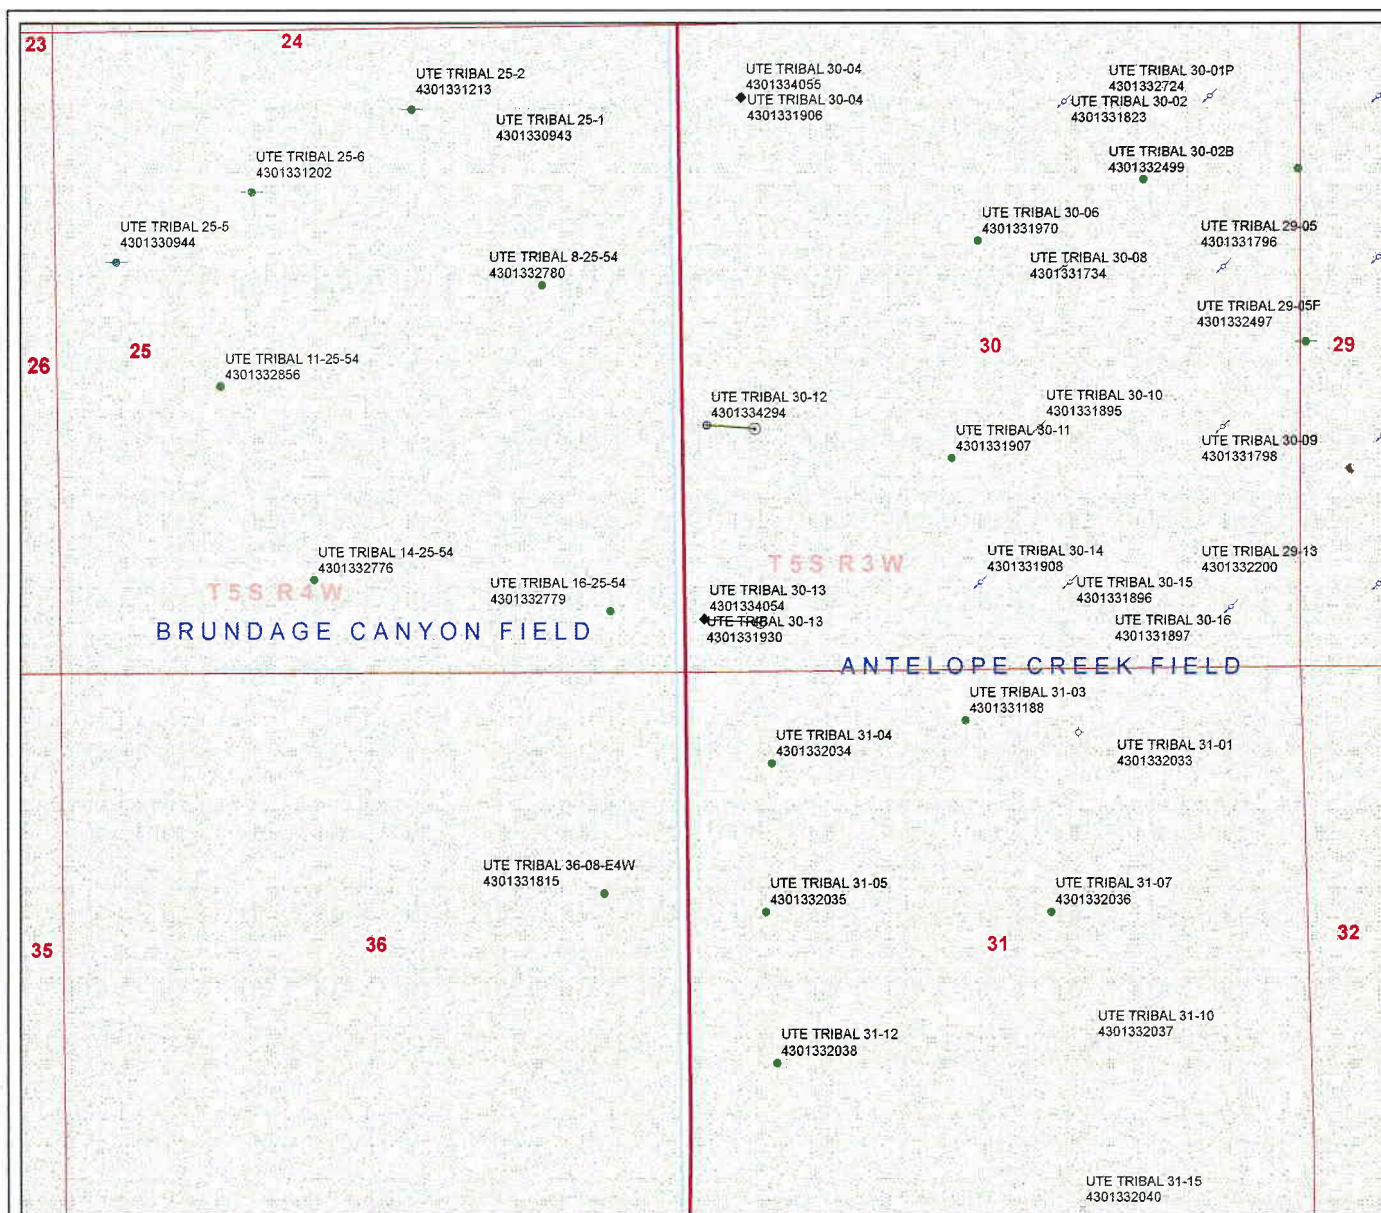 23
24
UTE TRIBAL 25-2
4301331213
UTE TRIBAL 25-1
4301330943
UTE TRIBAL 25-6
4301331202
UTE TRIBAL 25-5
4301330944
UTE TRIBAL 8-25-54
4301332780
25
26
UTE TRIBAL 11-25-54
4301332856
UTE TRIBAL 14-25-54
4301332776
T5S R4W
UTE TRIBAL 16-25-54
4301332779
BRUNDAGE CANYON FIELD
UTE TRIBAL 36-08-E4W
4301331815
35
36
UTE TRIBAL 30-04
4301334055
UTE TRIBAL 30-04
4301331906
UTE TRIBAL 30-01P
4301332724
UTE TRIBAL 30-02
4301331823
UTE TRIBAL 30-02B
4301332499
UTE TRIBAL 30-06
4301331970
UTE TRIBAL 29-05
4301331796
UTE TRIBAL 30-08
4301331734
UTE TRIBAL 29-05F
4301332497
30
29
UTE TRIBAL 30-12
4301334294
UTE TRIBAL 30-10
4301331895
UTE TRIBAL 30-11
4301331907
UTE TRIBAL 30-09
4301331798
T5S R3W
UTE TRIBAL 30-14
4301331908
UTE TRIBAL 29-13
4301332200
UTE TRIBAL 30-15
4301331896
UTE TRIBAL 30-13
4301334054
UTE TRIBAL 30-13
4301331930
UTE TRIBAL 30-16
4301331897
ANTELOPE CREEK FIELD
UTE TRIBAL 31-03
4301331188
UTE TRIBAL 31-04
4301332034
UTE TRIBAL 31-01
4301332033
UTE TRIBAL 31-05
4301332035
UTE TRIBAL 31-07
4301332036
31
32
UTE TRIBAL 31-10
4301332037
UTE TRIBAL 31-12
4301332038
UTE TRIBAL 31-15
4301332040